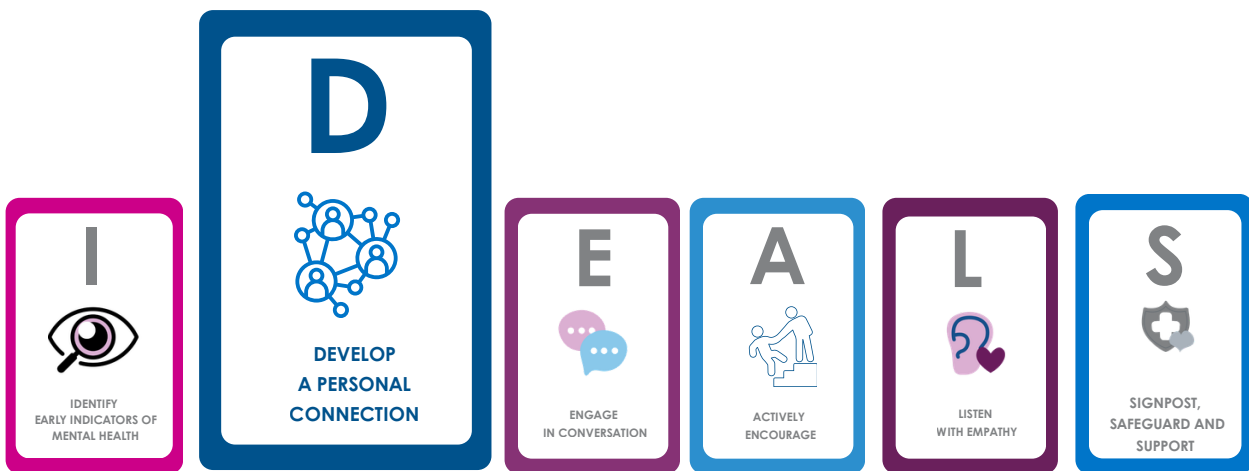 I
IDENTIFY
EARLY INDICATORS OF
MENTAL HEALTH
D
DEVELOP
A PERSONAL
CONNECTION
E
ENGAGE
IN CONVERSATION
A
ACTIVELY
ENCOURAGE
L
LISTEN
WITH EMPATHY
S
SIGNPOST,
SAFEGUARD AND
SUPPORT